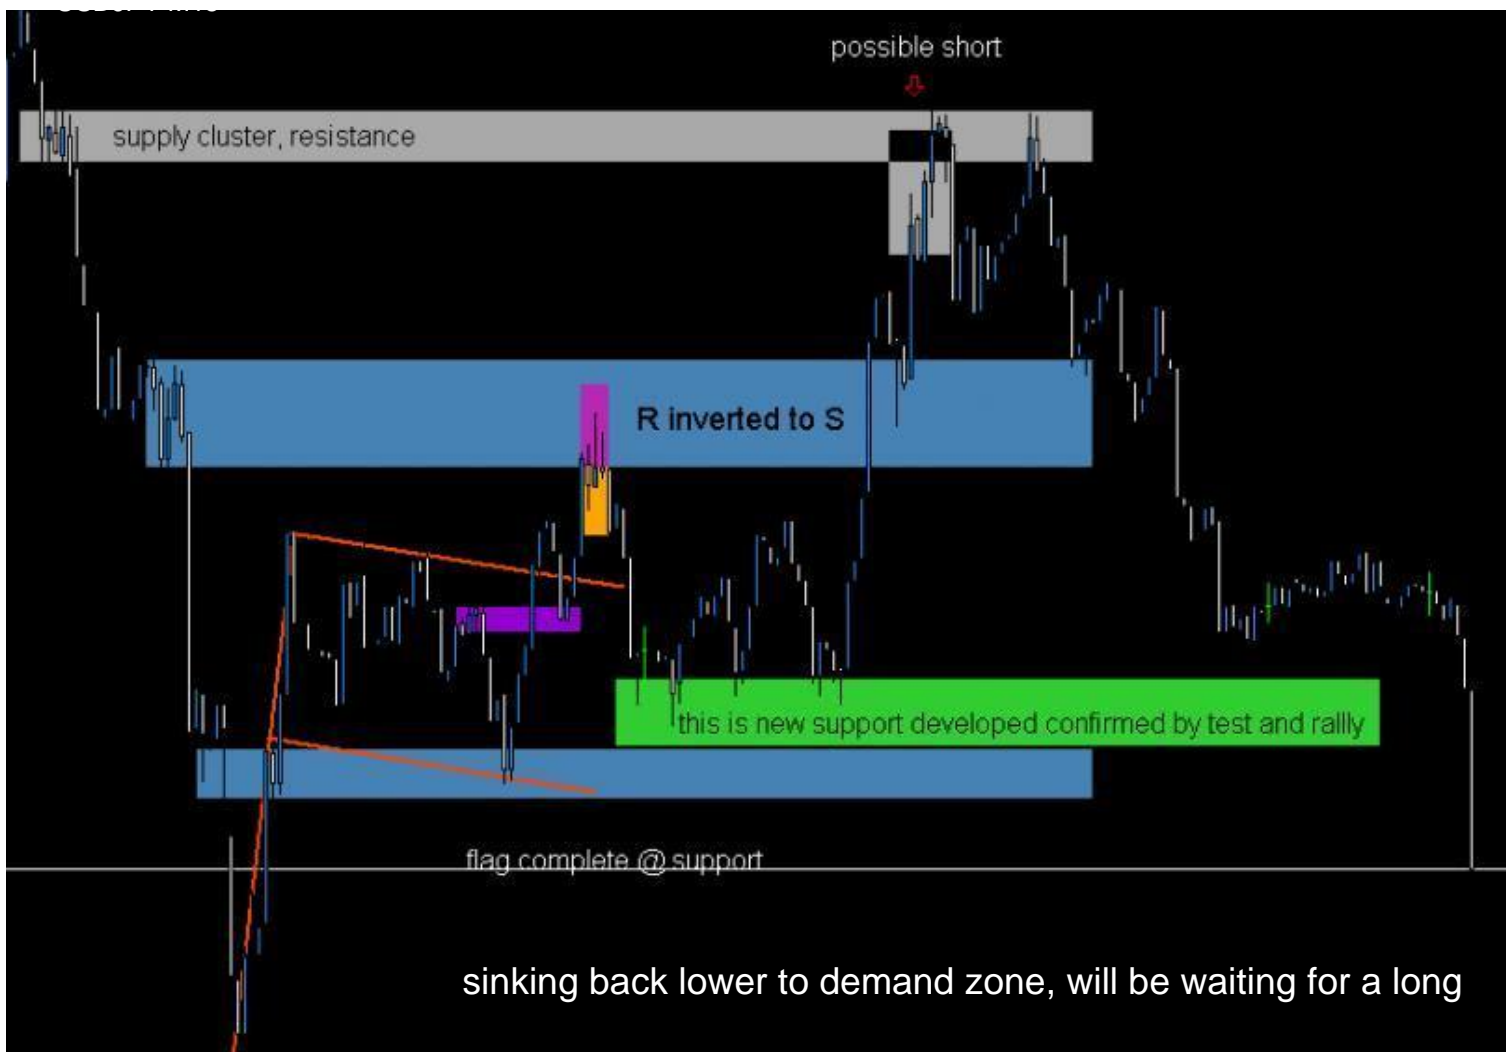 possible short
supply cluster, resistance
R inverted to S
this is new support developed confirmed by test and rallly
flag complete @ support
sinking back lower to demand zone, will be waiting for a long